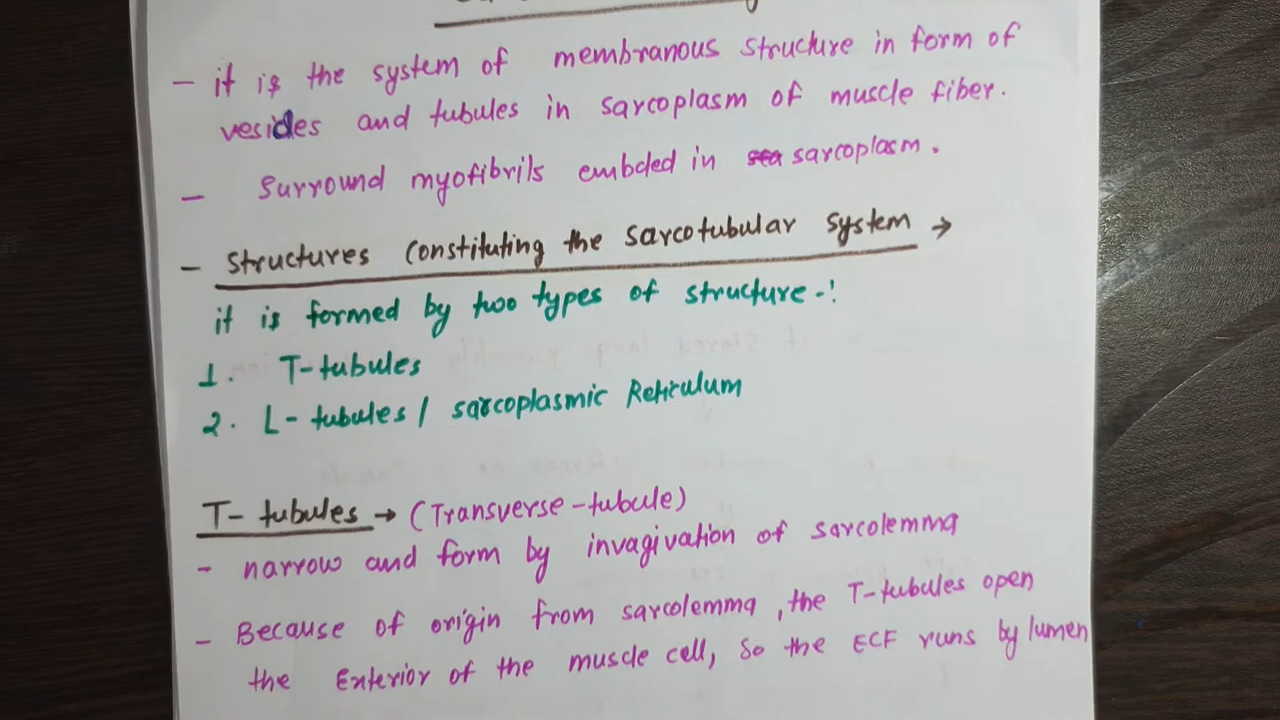 - it is the system of membranous structure in form of
vesicles and tubules in sarcoplasm of muscle fiber.
- Surround myofibrils embded in sarcoplasm.
- Structures Constituting the sarcotubular system →
it is formed by two types of structure -:
1. T-tubules
2. L-tubules / sarcoplasmic Reticulum
T-tubules → (Transverse-tubule)
- narrow and form by invagivation of sarcolemma
- Because of origin from sarcolemma, the T-tubules open
the Exterior of the muscle cell, so the ECF runs by lumen